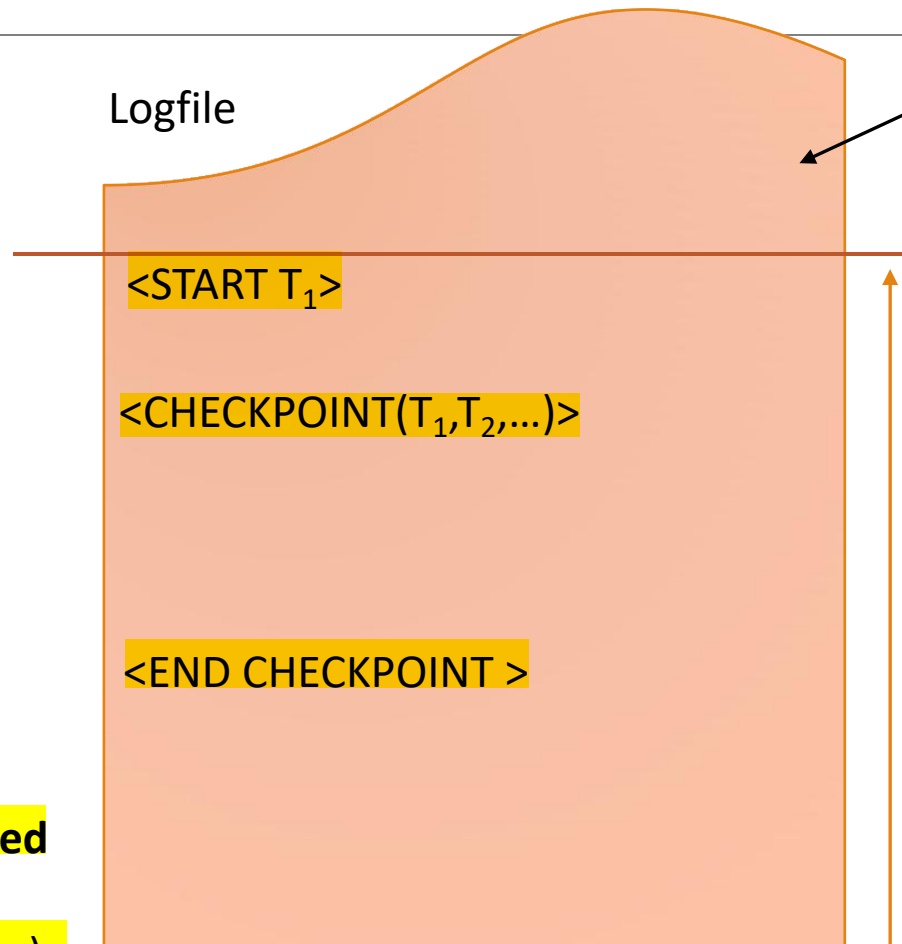 Logfile
<START T₁>
<CHECKPOINT(T₁,T₂,…)>
<END CHECKPOINT >
ed
)